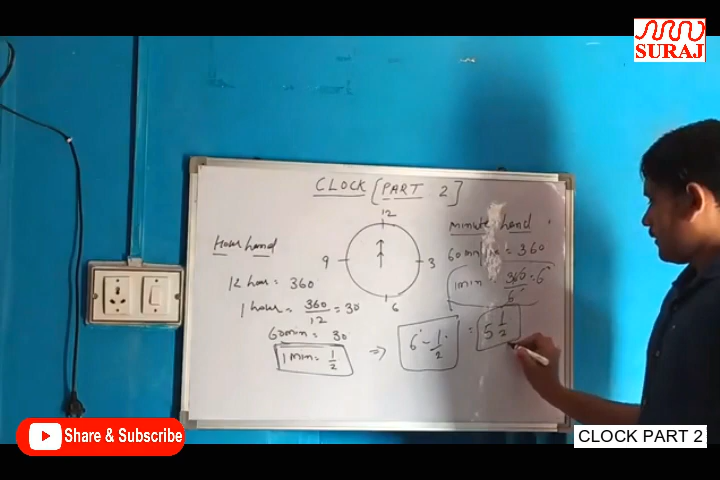 SURAJ
CLOCK [PART 2]
12
Hour hand
Minute hand
9
3
6
12 hour = 360
1 hour = 360/12 = 30
60 min = 30
1 min = 1/2
= 360
1 min = 360/6 = 6°
⇒ 6° - 1/2° = 5 1/2
Share & Subscribe
CLOCK PART 2